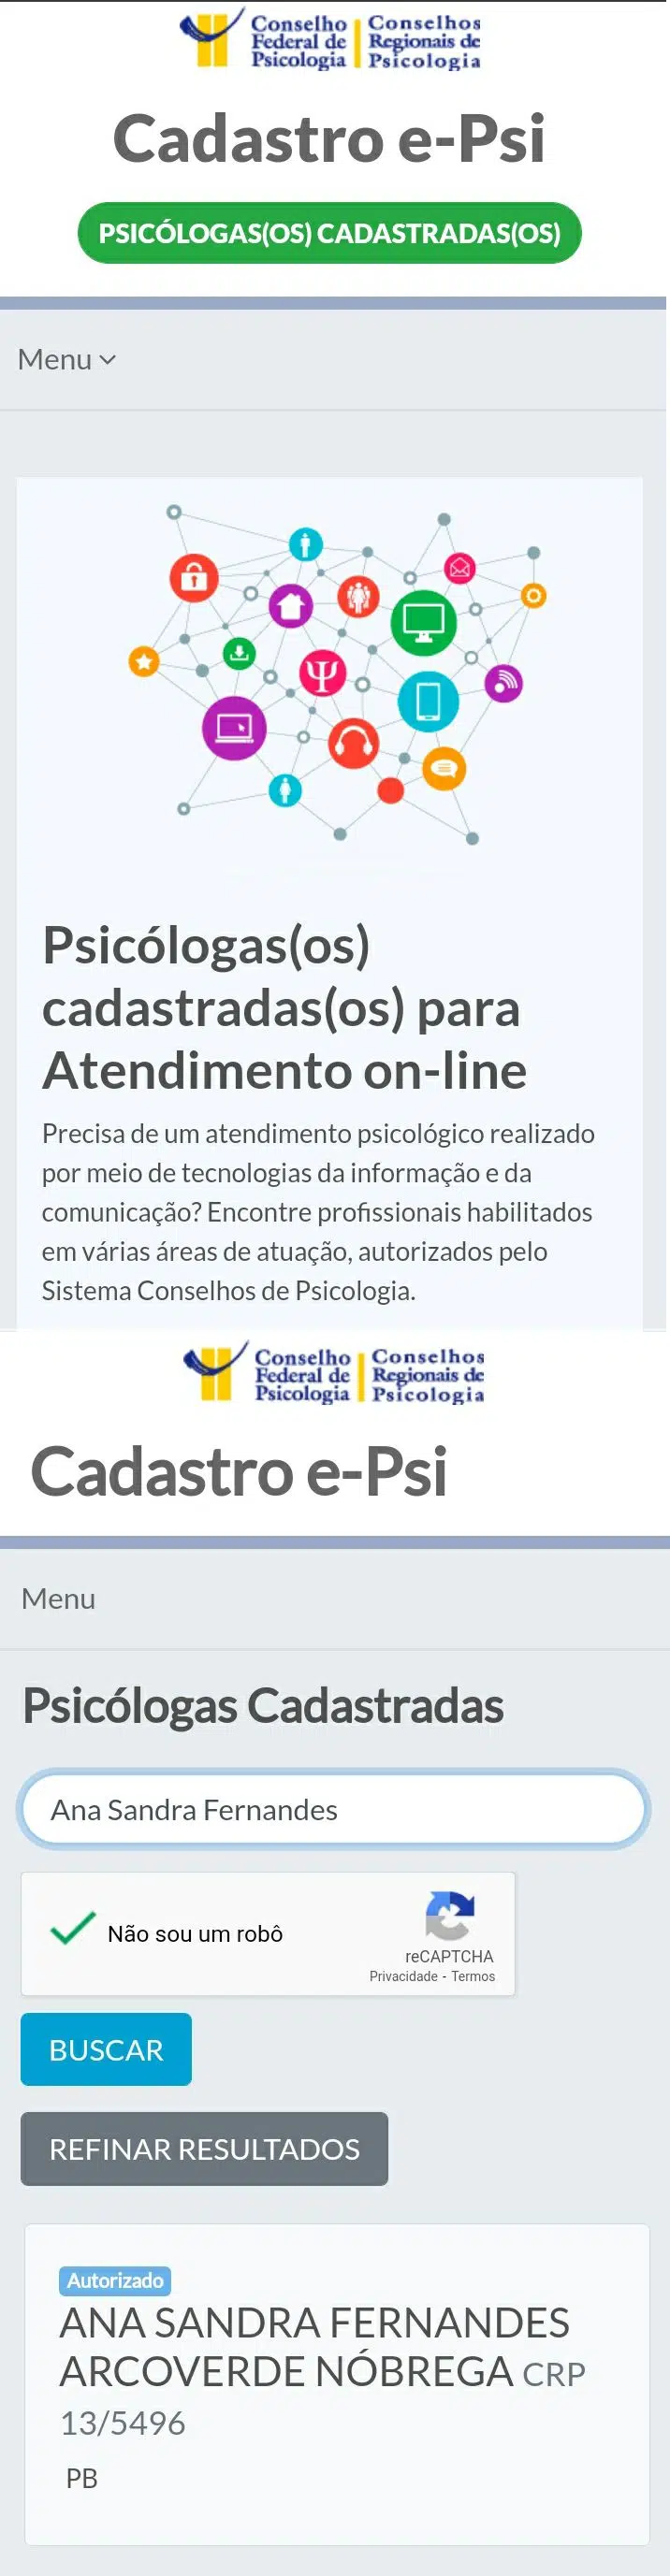 Conselho Federal de Psicologia
Conselhos Regionais de Psicologia
Cadastro e-Psi
PSICÓLOGAS(OS) CADASTRADAS(OS)
Menu
Ψ
Psicólogas(os)
cadastradas(os) para
Atendimento on-line
Precisa de um atendimento psicológico realizado
por meio de tecnologias da informação e da
comunicação? Encontre profissionais habilitados
em várias áreas de atuação, autorizados pelo
Sistema Conselhos de Psicologia.
Conselho Federal de Psicologia
Conselhos Regionais de Psicologia
Cadastro e-Psi
Menu
Psicólogas Cadastradas
Ana Sandra Fernandes
Não sou um robô
reCAPTCHA
Privacidade - Termos
BUSCAR
REFINAR RESULTADOS
Autorizado
ANA SANDRA FERNANDES
ARCOVERDE NÓBREGA CRP
13/5496
PB